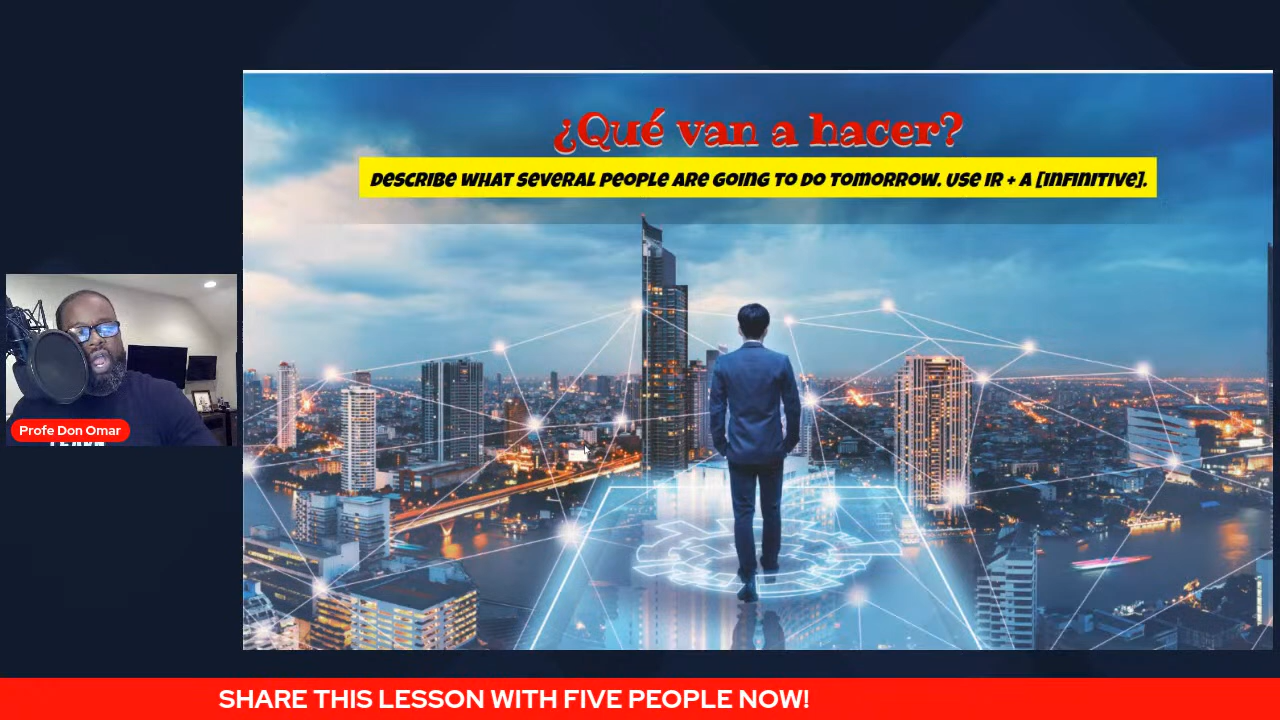 ¿Qué van a hacer?
Describe what several people are going to do tomorrow. Use IR + A [infinitive].
Profe Don Omar
SHARE THIS LESSON WITH FIVE PEOPLE NOW!